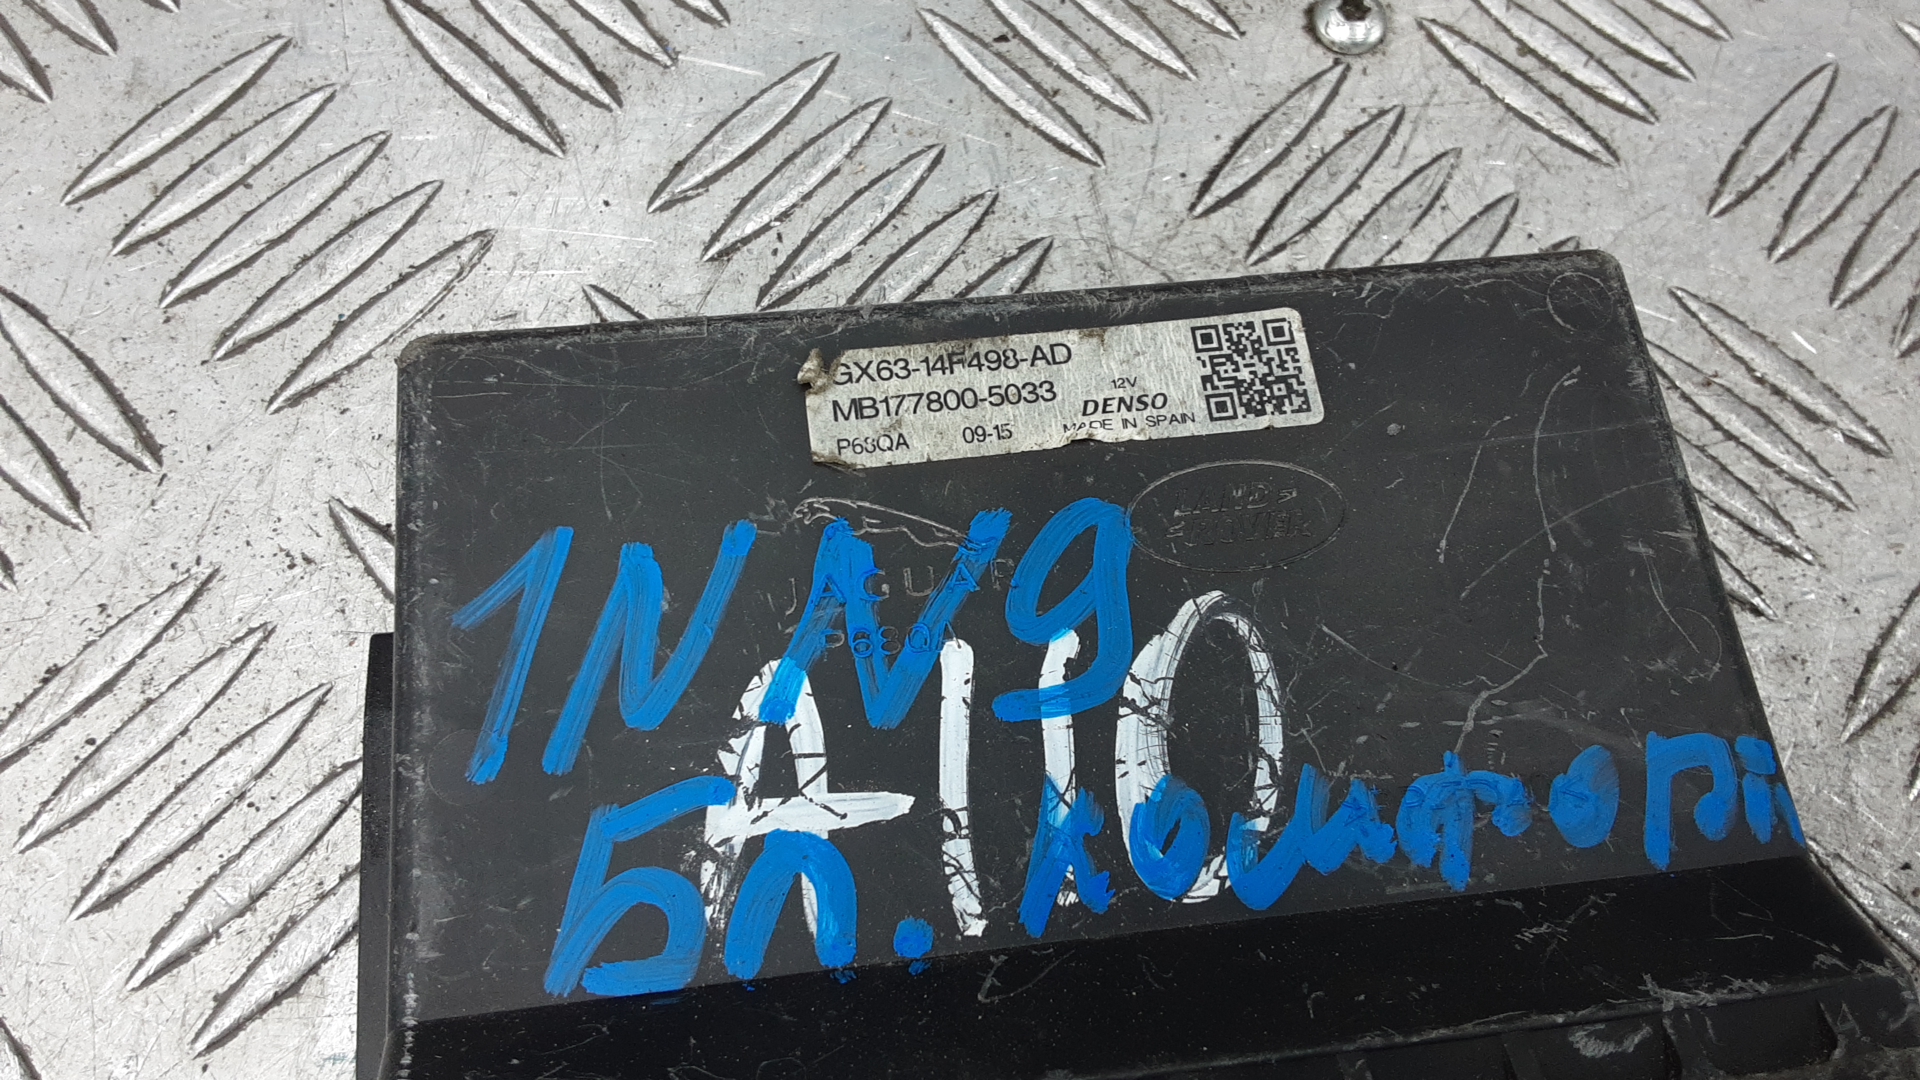 GX63-14F498-AD
MB177800-5033
12V
DENSO
P68QA 09-15 MADE IN SPAIN
LAND ROVER
JAGUAR
P68QA
1NV9
A110
Бл. комфорт